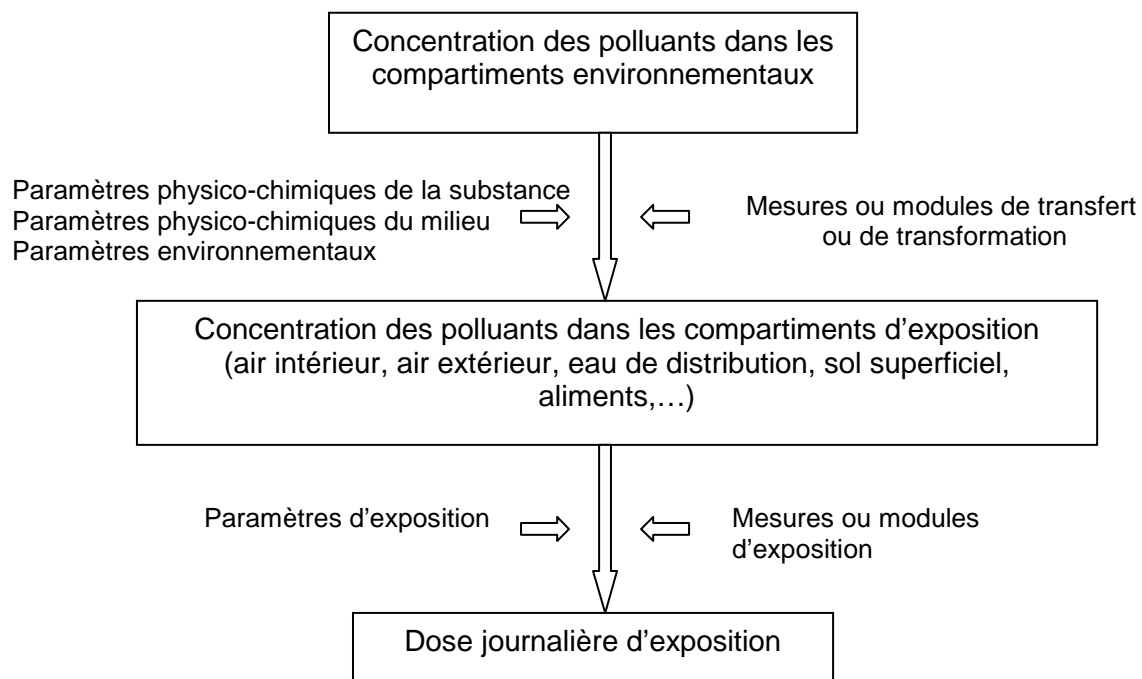 Concentration des polluants dans les
compartiments environnementaux
Paramètres physico-chimiques de la substance
Paramètres physico-chimiques du milieu
Paramètres environnementaux
Mesures ou modules de transfert
ou de transformation
Concentration des polluants dans les compartiments d’exposition
(air intérieur, air extérieur, eau de distribution, sol superficiel,
aliments,…)
Paramètres d’exposition
Mesures ou modules
d’exposition
Dose journalière d’exposition